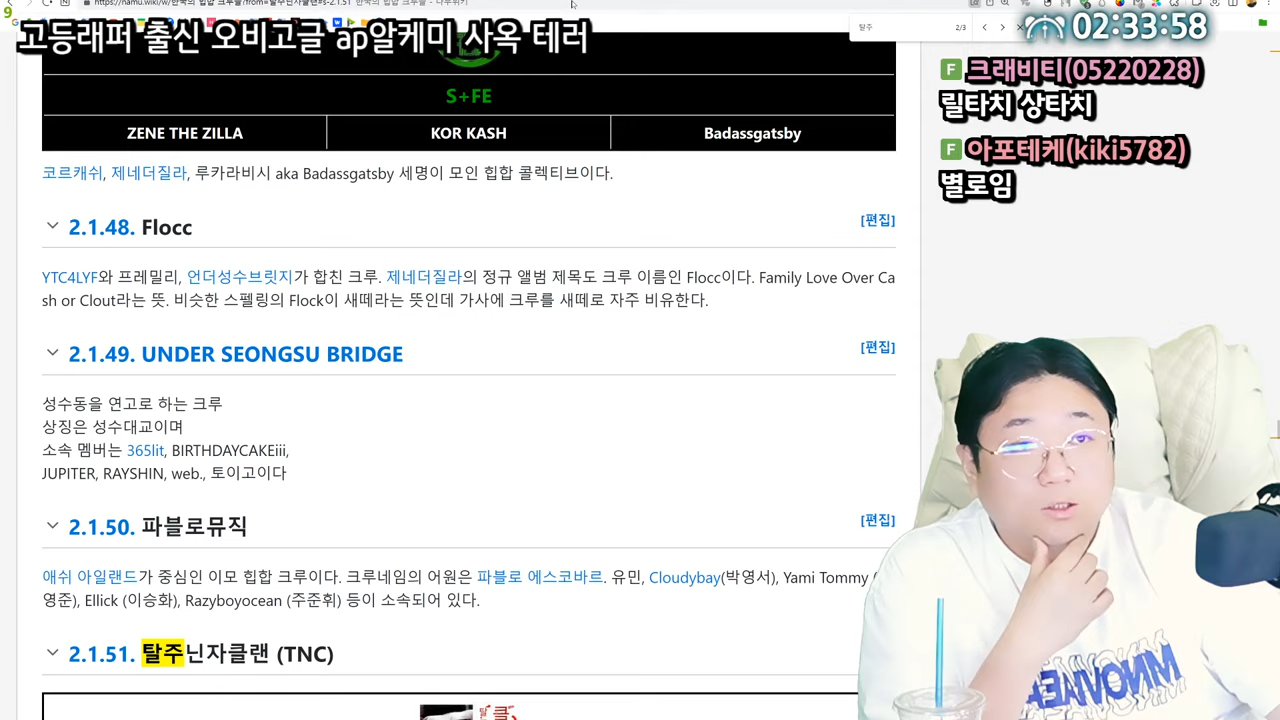 고등래퍼 출신 오비고글 ap알케미 사옥 테러
탈주
2/3
02:33:58
크래비티(05220228)
릴타치 상타치
아포테케(kiki5782)
별로임
S+FE
ZENE THE ZILLA KOR KASH Badassgatsby
코르캐쉬, 제네더질라, 루카라비시 aka Badassgatsby 세명이 모인 힙합 콜렉티브이다.
2.1.48. Flocc [편집]
YTC4LYF와 프레밀리, 언더성수브릿지가 합친 크루. 제네더질라의 정규 앨범 제목도 크루 이름인 Flocc이다. Family Love Over Ca
sh or Clout라는 뜻. 비슷한 스펠링의 Flock이 새떼라는 뜻인데 가사에 크루를 새떼로 자주 비유한다.
2.1.49. UNDER SEONGSU BRIDGE [편집]
성수동을 연고로 하는 크루
상징은 성수대교이며
소속 멤버는 365lit, BIRTHDAYCAKEiii,
JUPITER, RAYSHIN, web., 토이고이다
2.1.50. 파블로뮤직 [편집]
애쉬 아일랜드가 중심인 이모 힙합 크루이다. 크루네임의 어원은 파블로 에스코바르. 유민, Cloudybay(박영서), Yami Tommy
영준), Ellick (이승화), Razyboyocean (주준휘) 등이 소속되어 있다.
2.1.51. 탈주닌자클랜 (TNC)